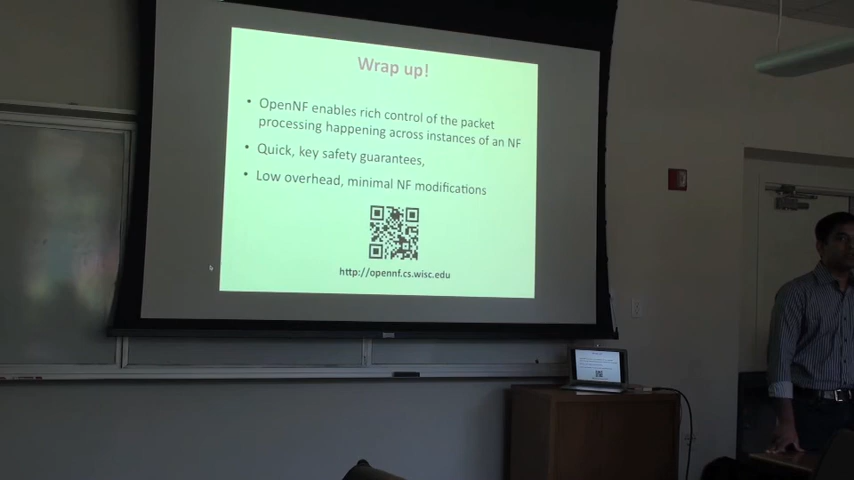 Wrap up!
• OpenNF enables rich control of the packet
processing happening across instances of an NF
• Quick, key safety guarantees,
• Low overhead, minimal NF modifications
http://opennf.cs.wisc.edu